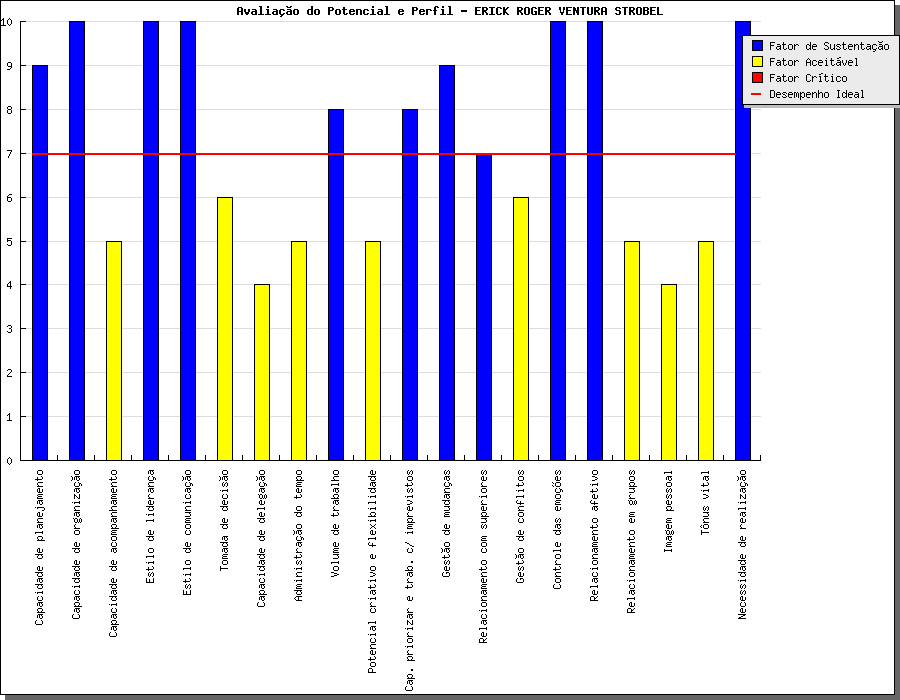 Avaliação do Potencial e Perfil - ERICK ROGER VENTURA STROBEL
Fator de Sustentação
Fator Aceitável
Fator Crítico
Desempenho Ideal
10
9
8
7
6
5
4
3
2
1
0
Capacidade de planejamento
Capacidade de organização
Capacidade de acompanhamento
Estilo de liderança
Estilo de comunicação
Tomada de decisão
Capacidade de delegação
Administração do tempo
Volume de trabalho
Potencial criativo e flexibilidade
Cap. priorizar e trab. c/ imprevistos
Gestão de mudanças
Relacionamento com superiores
Gestão de conflitos
Controle das emoções
Relacionamento afetivo
Relacionamento em grupos
Imagem pessoal
Tônus vital
Necessidade de realização